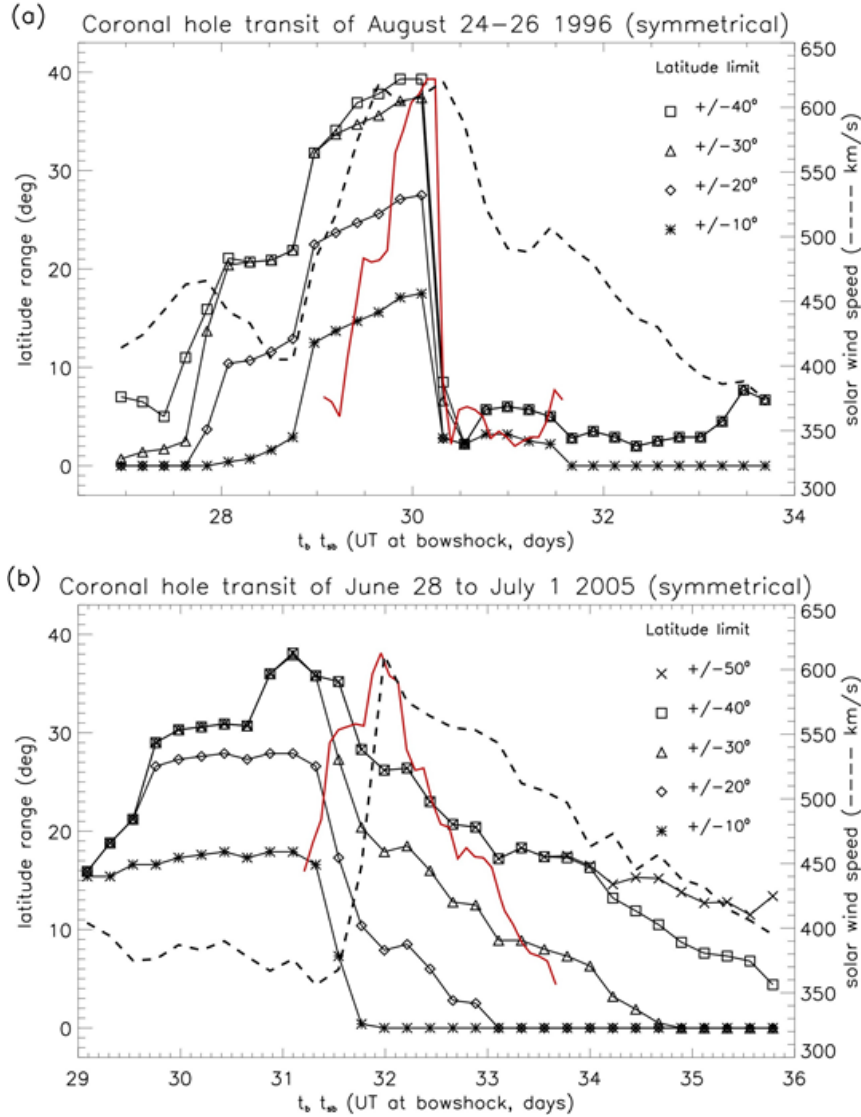 (a)
Coronal hole transit of August 24–26 1996 (symmetrical)
Latitude limit
+/−40°
+/−30°
+/−20°
+/−10°
latitude range (deg)
40
30
20
10
0
solar wind speed (−−−− km/s)
650
600
550
500
450
400
350
300
28 30 32 34
t_b t_sb (UT at bowshock, days)
(b)
Coronal hole transit of June 28 to July 1 2005 (symmetrical)
Latitude limit
+/−50°
+/−40°
+/−30°
+/−20°
+/−10°
latitude range (deg)
40
30
20
10
0
solar wind speed (−−−− km/s)
650
600
550
500
450
400
350
300
29 30 31 32 33 34 35 36
t_b t_sb (UT at bowshock, days)